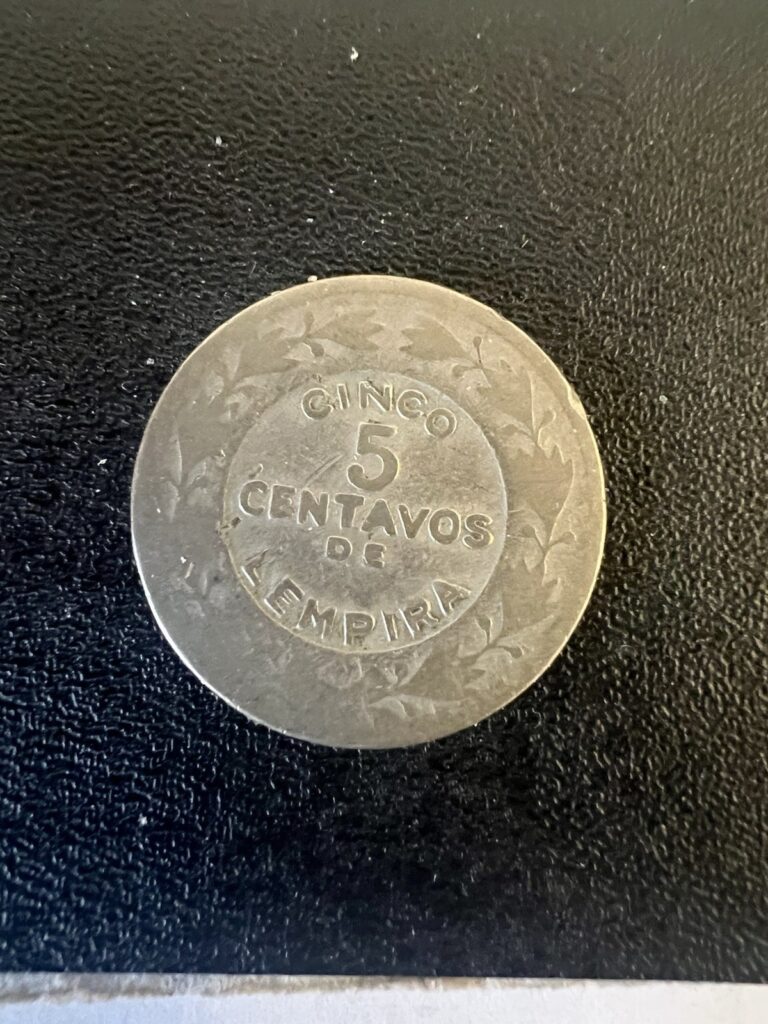 CINCO
5
CENTAVOS
DE
LEMPIRA